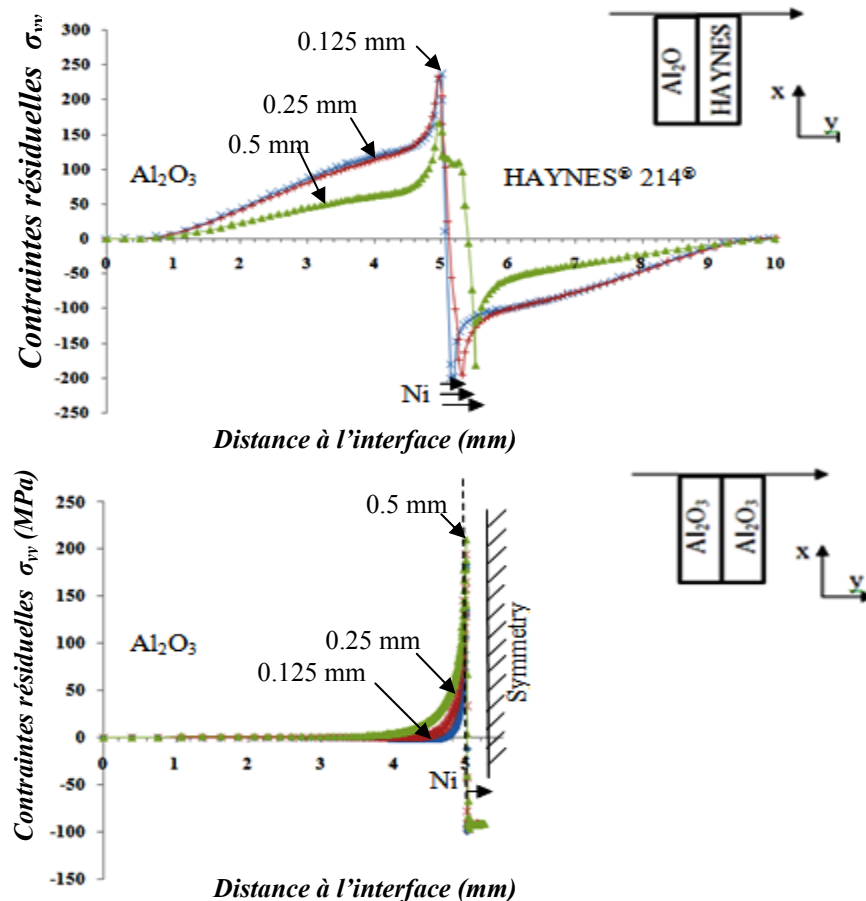 Contraintes résiduelles σvv
300
250
200
150
100
50
0
-50
-100
-150
-200
-250
0 1 2 3 4 5 6 7 8 9 10
0.125 mm
0.25 mm
0.5 mm
Al₂O₃
HAYNES® 214®
Ni
Al₂O
HAYNES
x
y
Distance à l’interface (mm)
Contraintes résiduelles σyy (MPa)
250
200
150
100
50
0
-50
-100
-150
0 1 2 3 4 5
0.5 mm
0.25 mm
0.125 mm
Al₂O₃
Ni
Symmetry
Al₂O₃
Al₂O₃
x
y
Distance à l’interface (mm)